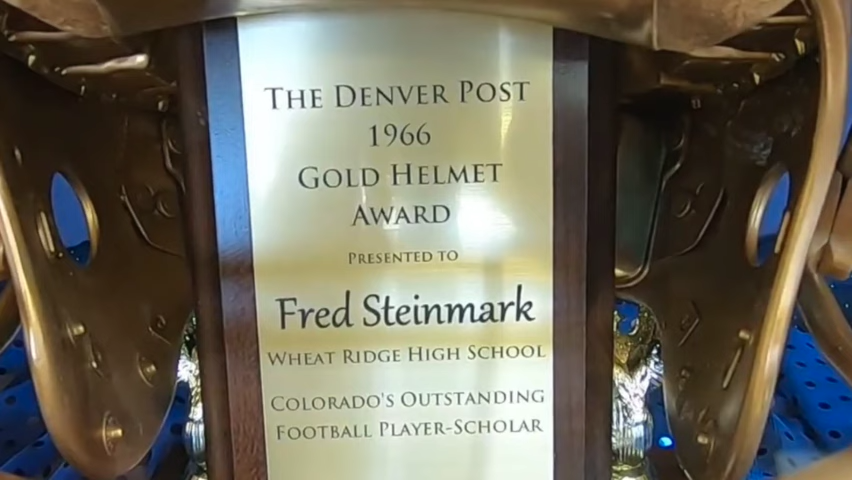 THE DENVER POST
1966
GOLD HELMET
AWARD
PRESENTED TO
Fred Steinmark
WHEAT RIDGE HIGH SCHOOL
COLORADO'S OUTSTANDING
FOOTBALL PLAYER-SCHOLAR